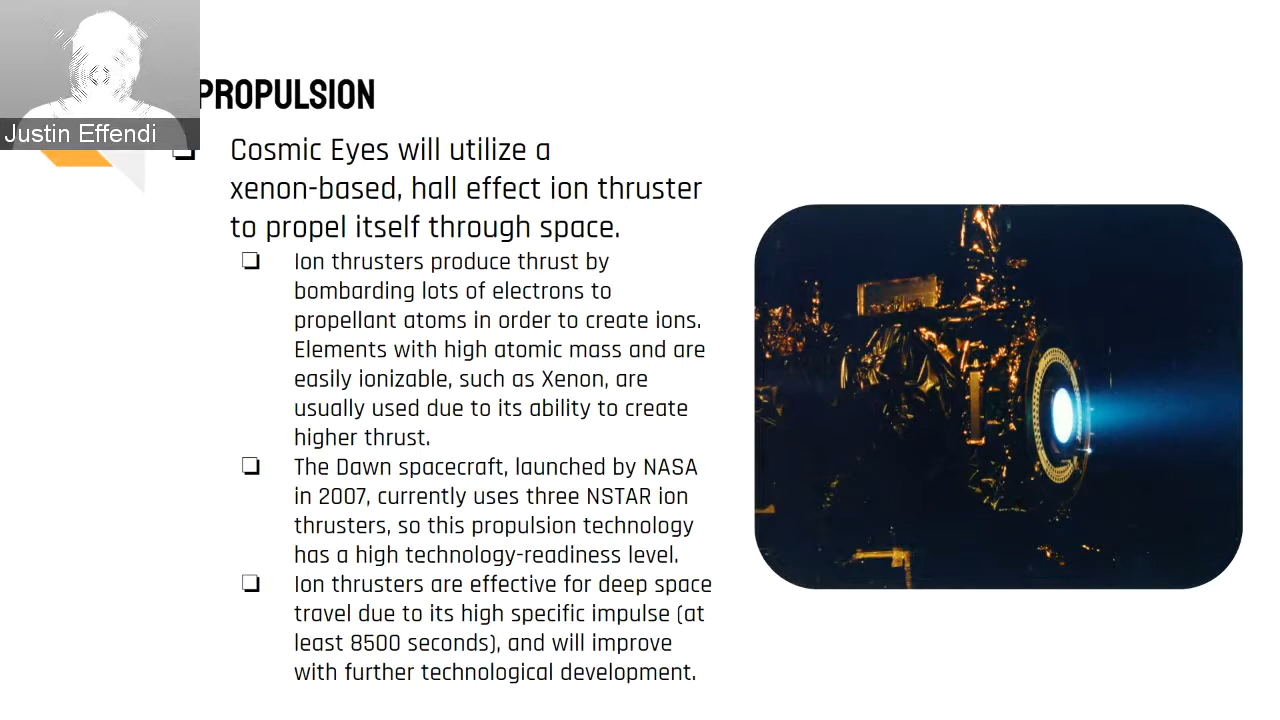 Justin Effendi
PROPULSION
Cosmic Eyes will utilize a
xenon-based, hall effect ion thruster
to propel itself through space.
Ion thrusters produce thrust by
bombarding lots of electrons to
propellant atoms in order to create ions.
Elements with high atomic mass and are
easily ionizable, such as Xenon, are
usually used due to its ability to create
higher thrust.
The Dawn spacecraft, launched by NASA
in 2007, currently uses three NSTAR ion
thrusters, so this propulsion technology
has a high technology-readiness level.
Ion thrusters are effective for deep space
travel due to its high specific impulse (at
least 8500 seconds), and will improve
with further technological development.